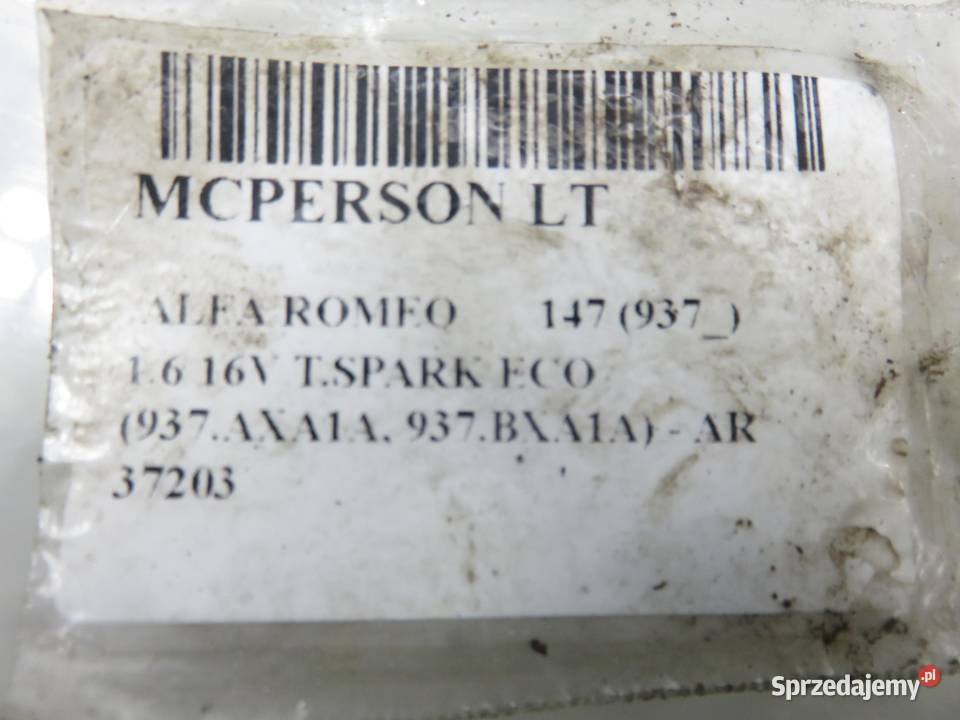 MCPERSON LT
ALFA ROMEO 147 (937_)
1.6 16V T.SPARK ECO
(937.AXA1A, 937.BXA1A) - AR
37203
Sprzedajemy.pl